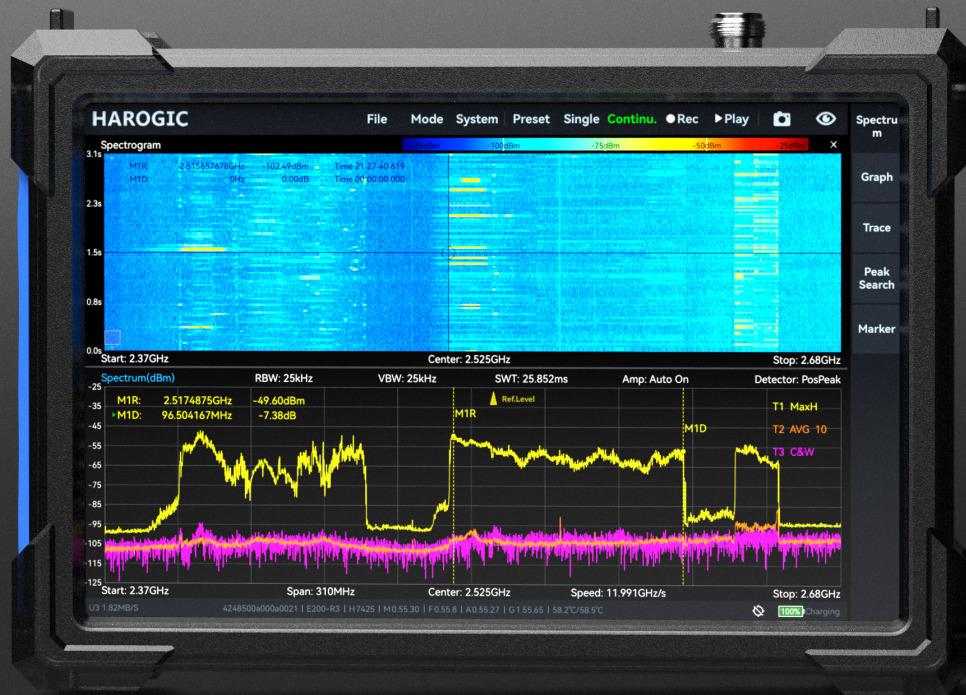 HAROGIC File Mode System Preset Single Continu. Rec Play
Spectru
m
Graph
Trace
Peak
Search
Marker
Spectrogram -125dBm -100dBm -75dBm -50dBm -25dBm X
3.1s
2.3s
1.5s
0.8s
0.0s
M1R: 2.515657678GHz -102.49dBm Time 21:27:40.619
M1D: 0Hz 0.00dB Time 00:00:00.000
Start: 2.37GHz Center: 2.525GHz Stop: 2.68GHz
Spectrum(dBm) RBW: 25kHz VBW: 25kHz SWT: 25.852ms Amp: Auto On Detector: PosPeak
-25
-35
-45
-55
-65
-75
-85
-95
-105
-115
-125
M1R: 2.5174875GHz -49.60dBm
M1D: 96.504167MHz -7.38dB
Ref.Level
M1R
M1D
T1 MaxH
T2 AVG 10
T3 C&W
Start: 2.37GHz Span: 310MHz Center: 2.525GHz Speed: 11.991GHz/s Stop: 2.68GHz
U3 1.82MB/S 4248500a000a0021 | E200-R3 | H7425 | M0.55.30 | F0.55.8 | A0.55.27 | G1.55.65 | 58.2℃/58.5℃ 100% Charging